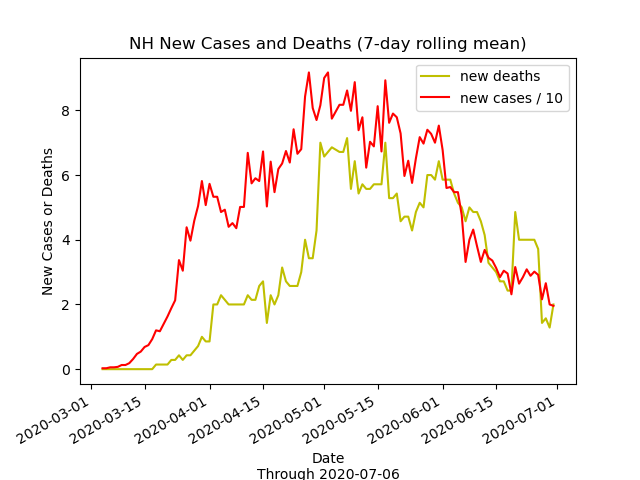 NH New Cases and Deaths (7-day rolling mean)
new deaths
new cases / 10
8
6
4
2
0
New Cases or Deaths
2020-03-01
2020-03-15
2020-04-01
2020-04-15
2020-05-01
2020-05-15
2020-06-01
2020-06-15
2020-07-01
Date
Through 2020-07-06